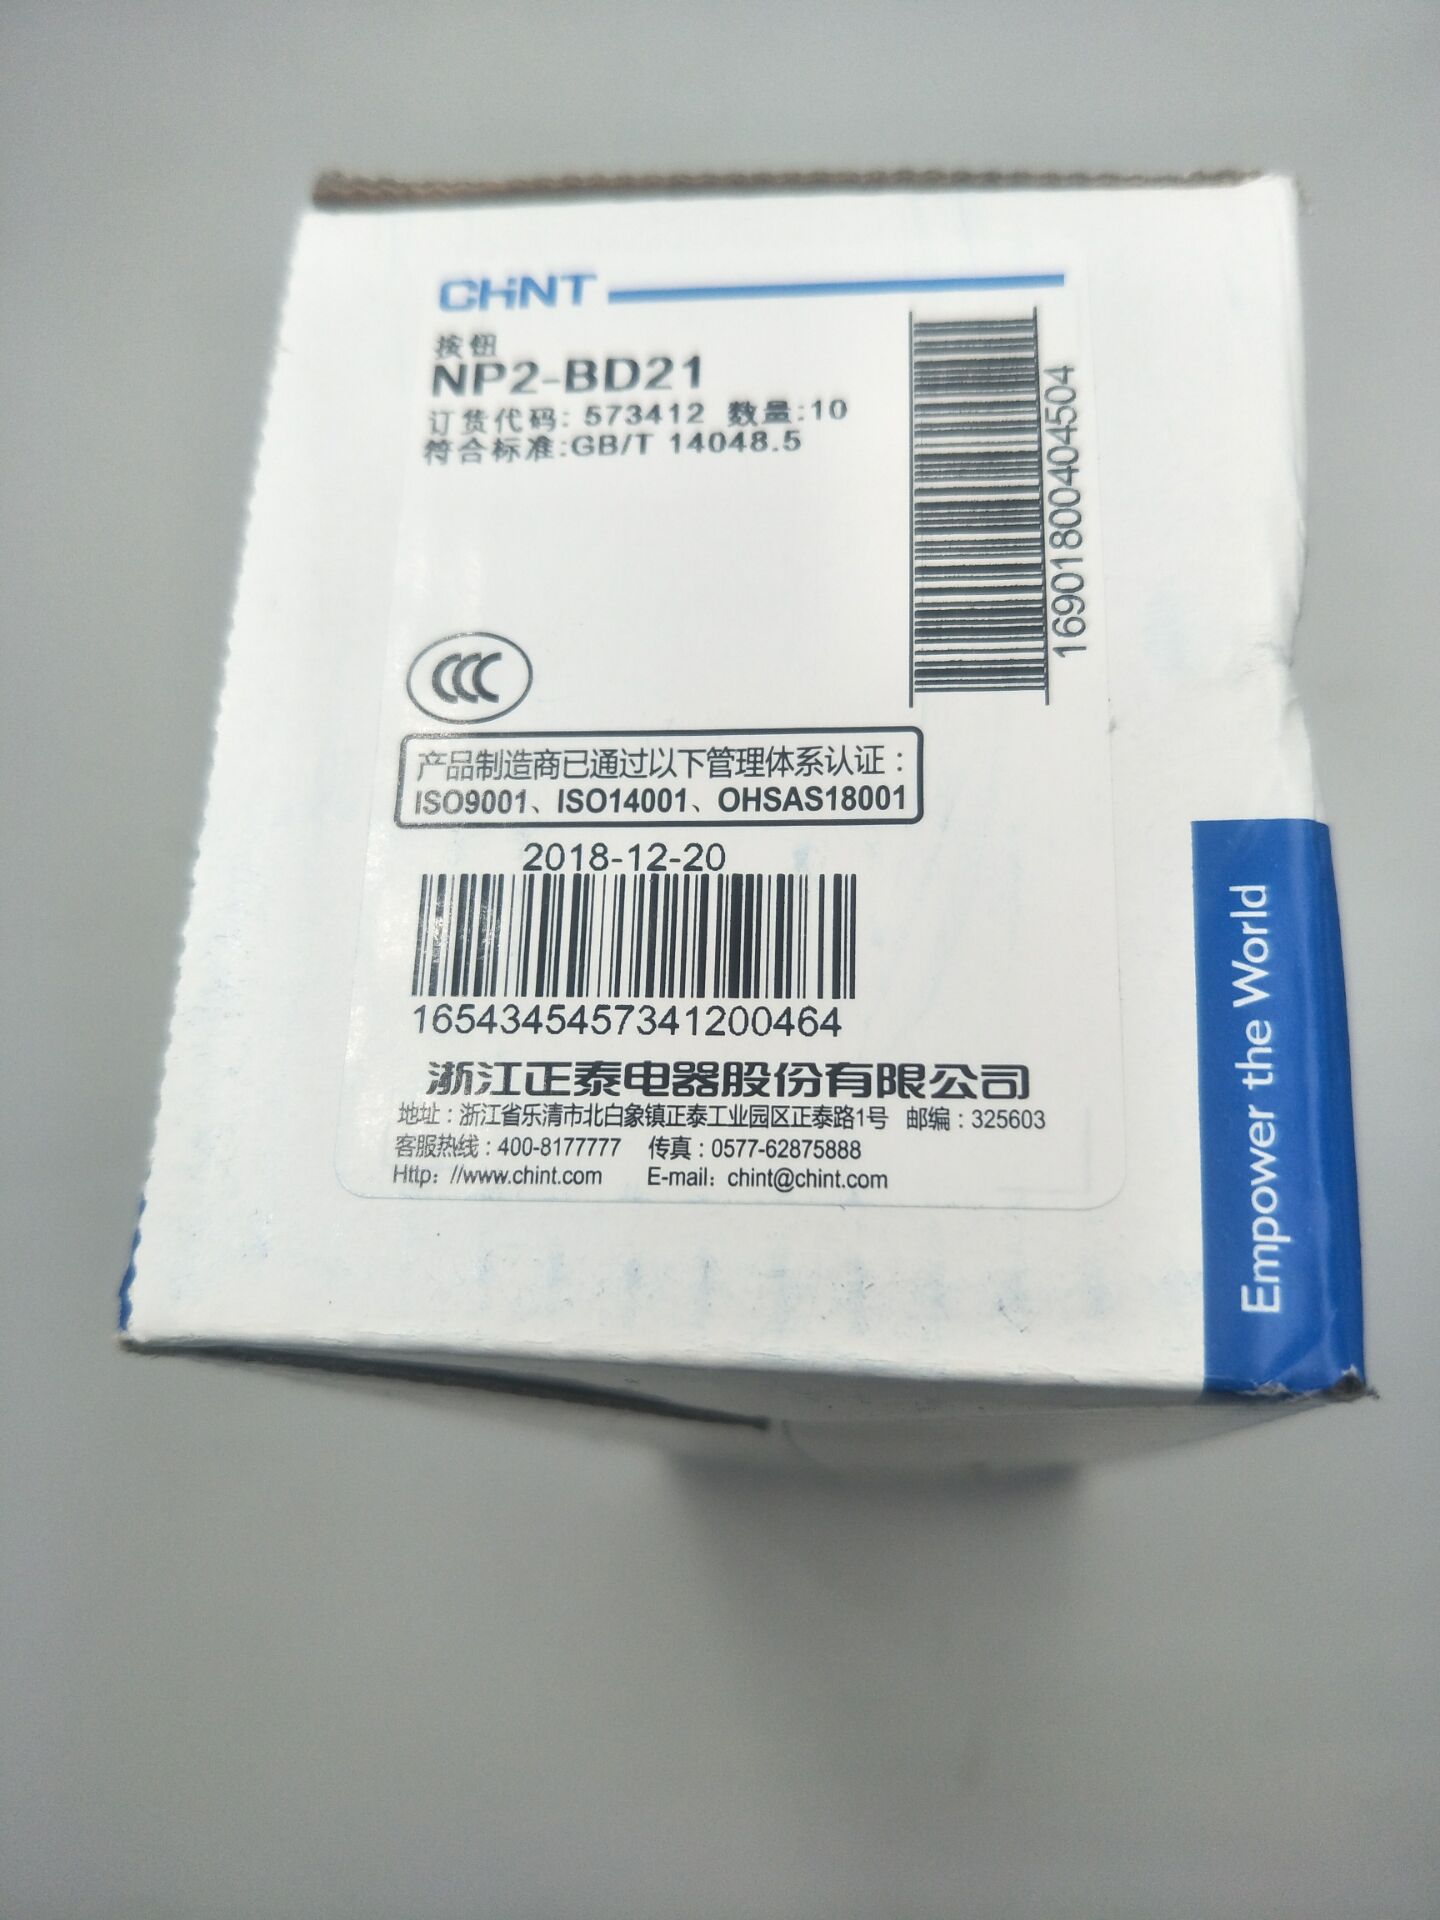 CHNT
按钮
NP2-BD21
订货代码: 573412 数量:10
符合标准:GB/T 14048.5
16901800404504
CCC
产品制造商已通过以下管理体系认证：
ISO9001、ISO14001、OHSAS18001
2018-12-20
1654345457341200464
浙江正泰电器股份有限公司
地址：浙江省乐清市北白象镇正泰工业园区正泰路1号 邮编：325603
客服热线：400-8177777 传真：0577-62875888
Http：//www.chint.com E-mail：chint@chint.com
Empower the World